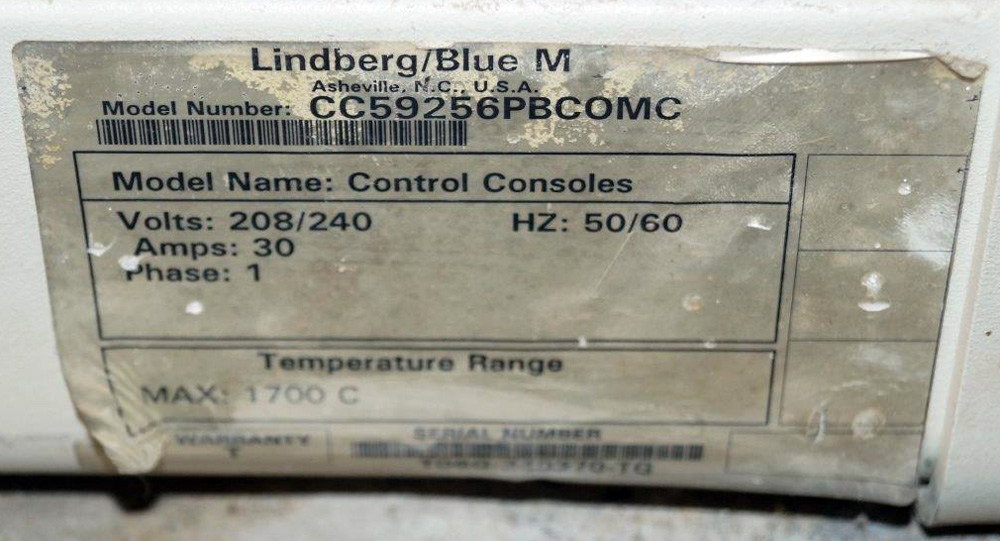 Lindberg/Blue M
Asheville, N.C., U.S.A.
Model Number: CC59256PBCOMC
Model Name: Control Consoles
Volts: 208/240 HZ: 50/60
Amps: 30
Phase: 1
Temperature Range
MAX: 1700 C
WARRANTY SERIAL NUMBER